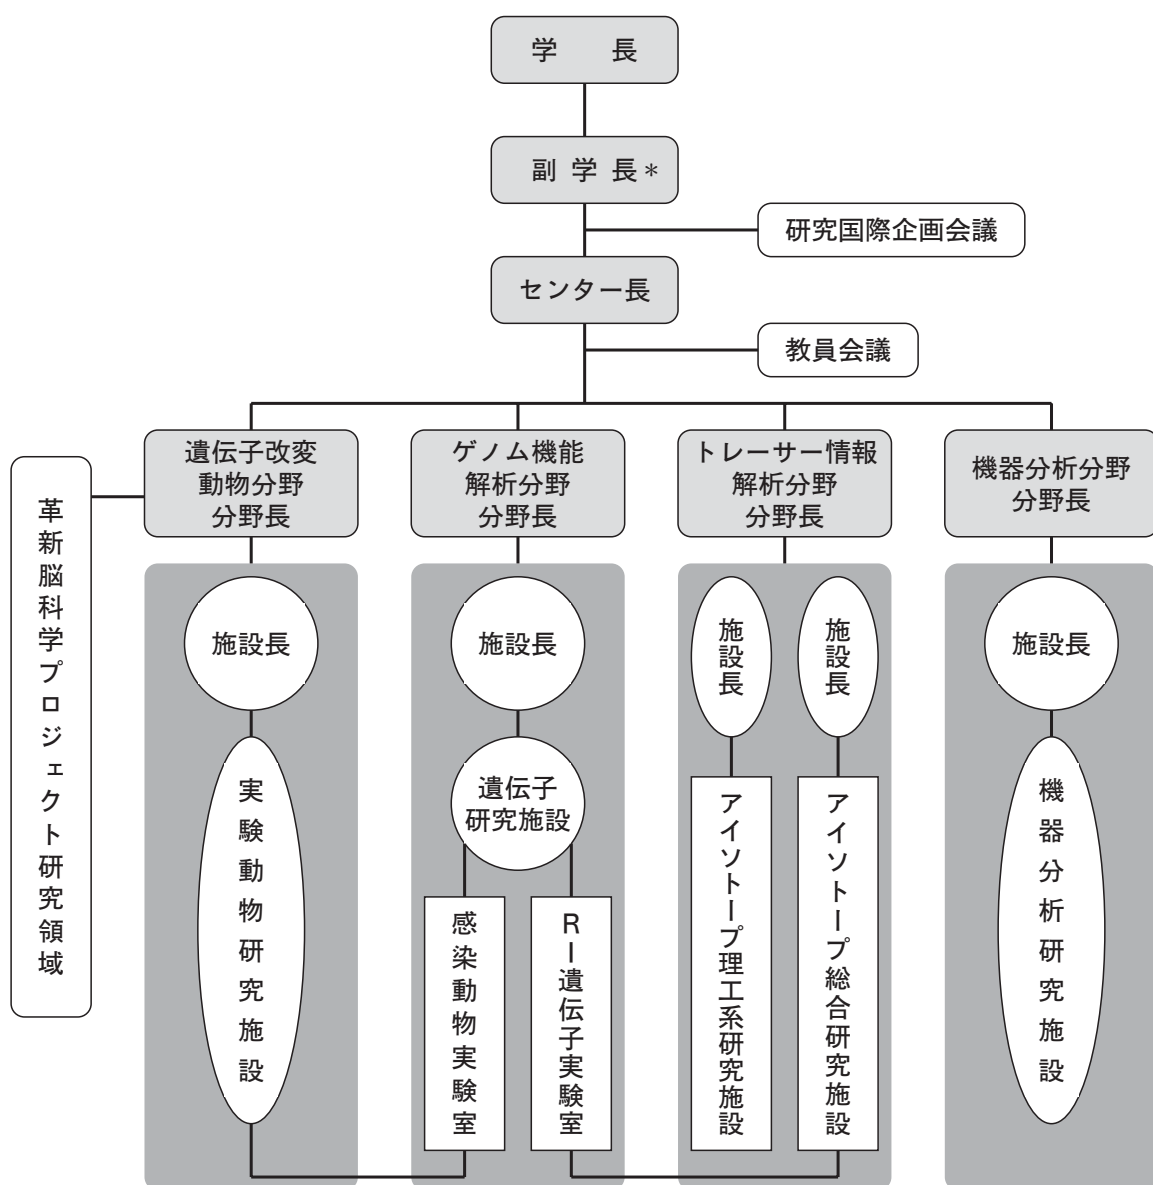 学　　長
副 学 長＊
研究国際企画会議
センター長
教員会議
遺伝子改変
動物分野
分野長
ゲノム機能
解析分野
分野長
トレーサー情報
解析分野
分野長
機器分析分野
分野長
革新脳科学プロジェクト研究領域
施設長
施設長
施設長
施設長
施設長
実験動物研究施設
遺伝子
研究施設
感染動物実験室
RI遺伝子実験室
アイソトープ理工系研究施設
アイソトープ総合研究施設
機器分析研究施設